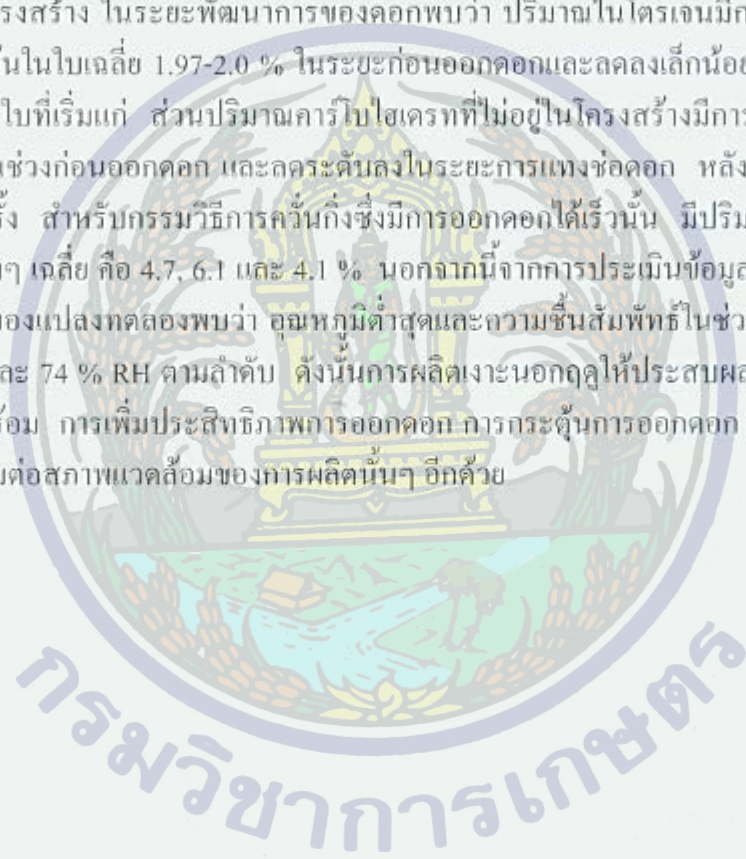 รงสร้าง ในระยะพัฒนาการของดอกพบว่า ปริมาณไนโตรเจนมีก
ันในใบเฉลี่ย 1.97-2.0 % ในระยะก่อนออกดอกและลดลงเล็กน้อย
ใบที่เริ่มแก่ ส่วนปริมาณคาร์โบไฮเดรทที่ไม่อยู่ในโครงสร้างมีการ
นช่วงก่อนออกดอก และลดระดับลงในระยะการแทงช่อดอก หลัง
รั้ง สำหรับกรรมวิธีการควั่นกิ่งซึ่งมีการออกดอกได้เร็วนั้น มีปริม
นๆ เฉลี่ย คือ 4.7, 6.1 และ 4.1 % นอกจากนี้จากการประเมินข้อมูล
ของแปลงทดลองพบว่า อุณหภูมิต่ำสุดและความชื้นสัมพัทธ์ในช่ว
ละ 74 % RH ตามลำดับ ดังนั้นการผลิตเงาะนอกฤดูให้ประสบผล
ร้อม การเพิ่มประสิทธิภาพการออกดอก การกระตุ้นการออกดอก
มต่อสภาพแวดล้อมของการผลิตนั้นๆ อีกด้วย
กรมวิชาการเกษตร